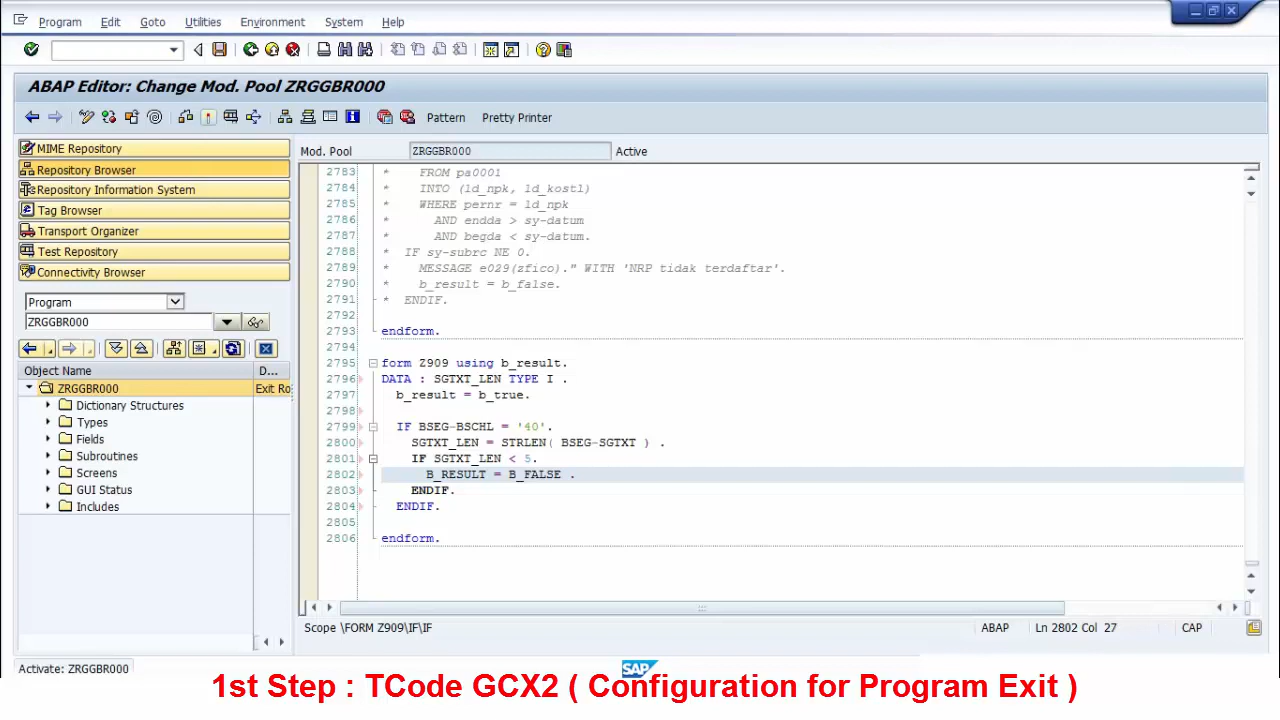 Program Edit Goto Utilities Environment System Help
ABAP Editor: Change Mod. Pool ZRGGBR000
Pattern Pretty Printer
MIME Repository
Repository Browser
Repository Information System
Tag Browser
Transport Organizer
Test Repository
Connectivity Browser
Program
ZRGGBR000
Object Name D...
ZRGGBR000 Exit Ro
Dictionary Structures
Types
Fields
Subroutines
Screens
GUI Status
Includes
Mod. Pool ZRGGBR000 Active
2783 * FROM pa0001
2784 * INTO (ld_npk, ld_kostl)
2785 * WHERE pernr = ld_npk
2786 * AND endda > sy-datum
2787 * AND begda < sy-datum.
2788 * IF sy-subrc NE 0.
2789 * MESSAGE e029(zfico)." WITH 'NRP tidak terdaftar'.
2790 * b_result = b_false.
2791 * ENDIF.
2792
2793 endform.
2794
2795 form Z909 using b_result.
2796 DATA : SGTXT_LEN TYPE I .
2797 b_result = b_true.
2798
2799 IF BSEG-BSCHL = '40'.
2800 SGTXT_LEN = STRLEN( BSEG-SGTXT ) .
2801 IF SGTXT_LEN < 5.
2802 B_RESULT = B_FALSE .
2803 ENDIF.
2804 ENDIF.
2805
2806 endform.
Scope \FORM Z909\IF\IF ABAP Ln 2802 Col 27 CAP
Activate: ZRGGBR000 SAP
1st Step : TCode GCX2 ( Configuration for Program Exit )